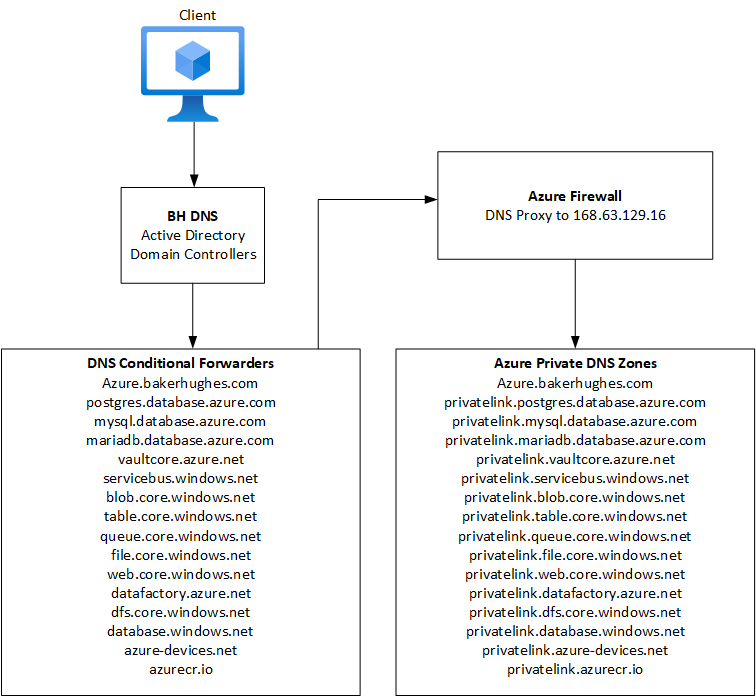 Client
BH DNS
Active Directory
Domain Controllers
Azure Firewall
DNS Proxy to 168.63.129.16
DNS Conditional Forwarders
Azure.bakerhughes.com
postgres.database.azure.com
mysql.database.azure.com
mariadb.database.azure.com
vaultcore.azure.net
servicebus.windows.net
blob.core.windows.net
table.core.windows.net
queue.core.windows.net
file.core.windows.net
web.core.windows.net
datafactory.azure.net
dfs.core.windows.net
database.windows.net
azure-devices.net
azurecr.io
Azure Private DNS Zones
Azure.bakerhughes.com
privatelink.postgres.database.azure.com
privatelink.mysql.database.azure.com
privatelink.mariadb.database.azure.com
privatelink.vaultcore.azure.net
privatelink.servicebus.windows.net
privatelink.blob.core.windows.net
privatelink.table.core.windows.net
privatelink.queue.core.windows.net
privatelink.file.core.windows.net
privatelink.web.core.windows.net
privatelink.datafactory.azure.net
privatelink.dfs.core.windows.net
privatelink.database.windows.net
privatelink.azure-devices.net
privatelink.azurecr.io